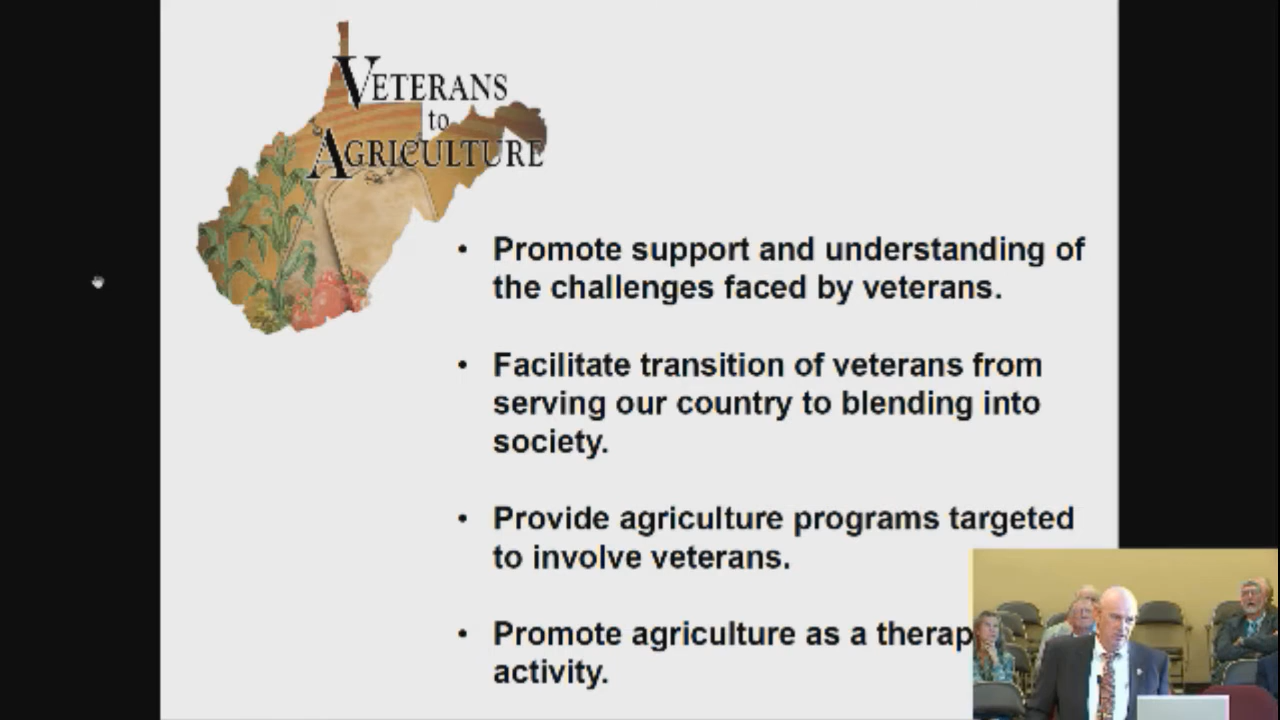 VETERANS
to
AGRICULTURE
• Promote support and understanding of
the challenges faced by veterans.
• Facilitate transition of veterans from
serving our country to blending into
society.
• Provide agriculture programs targeted
to involve veterans.
• Promote agriculture as a therap
activity.